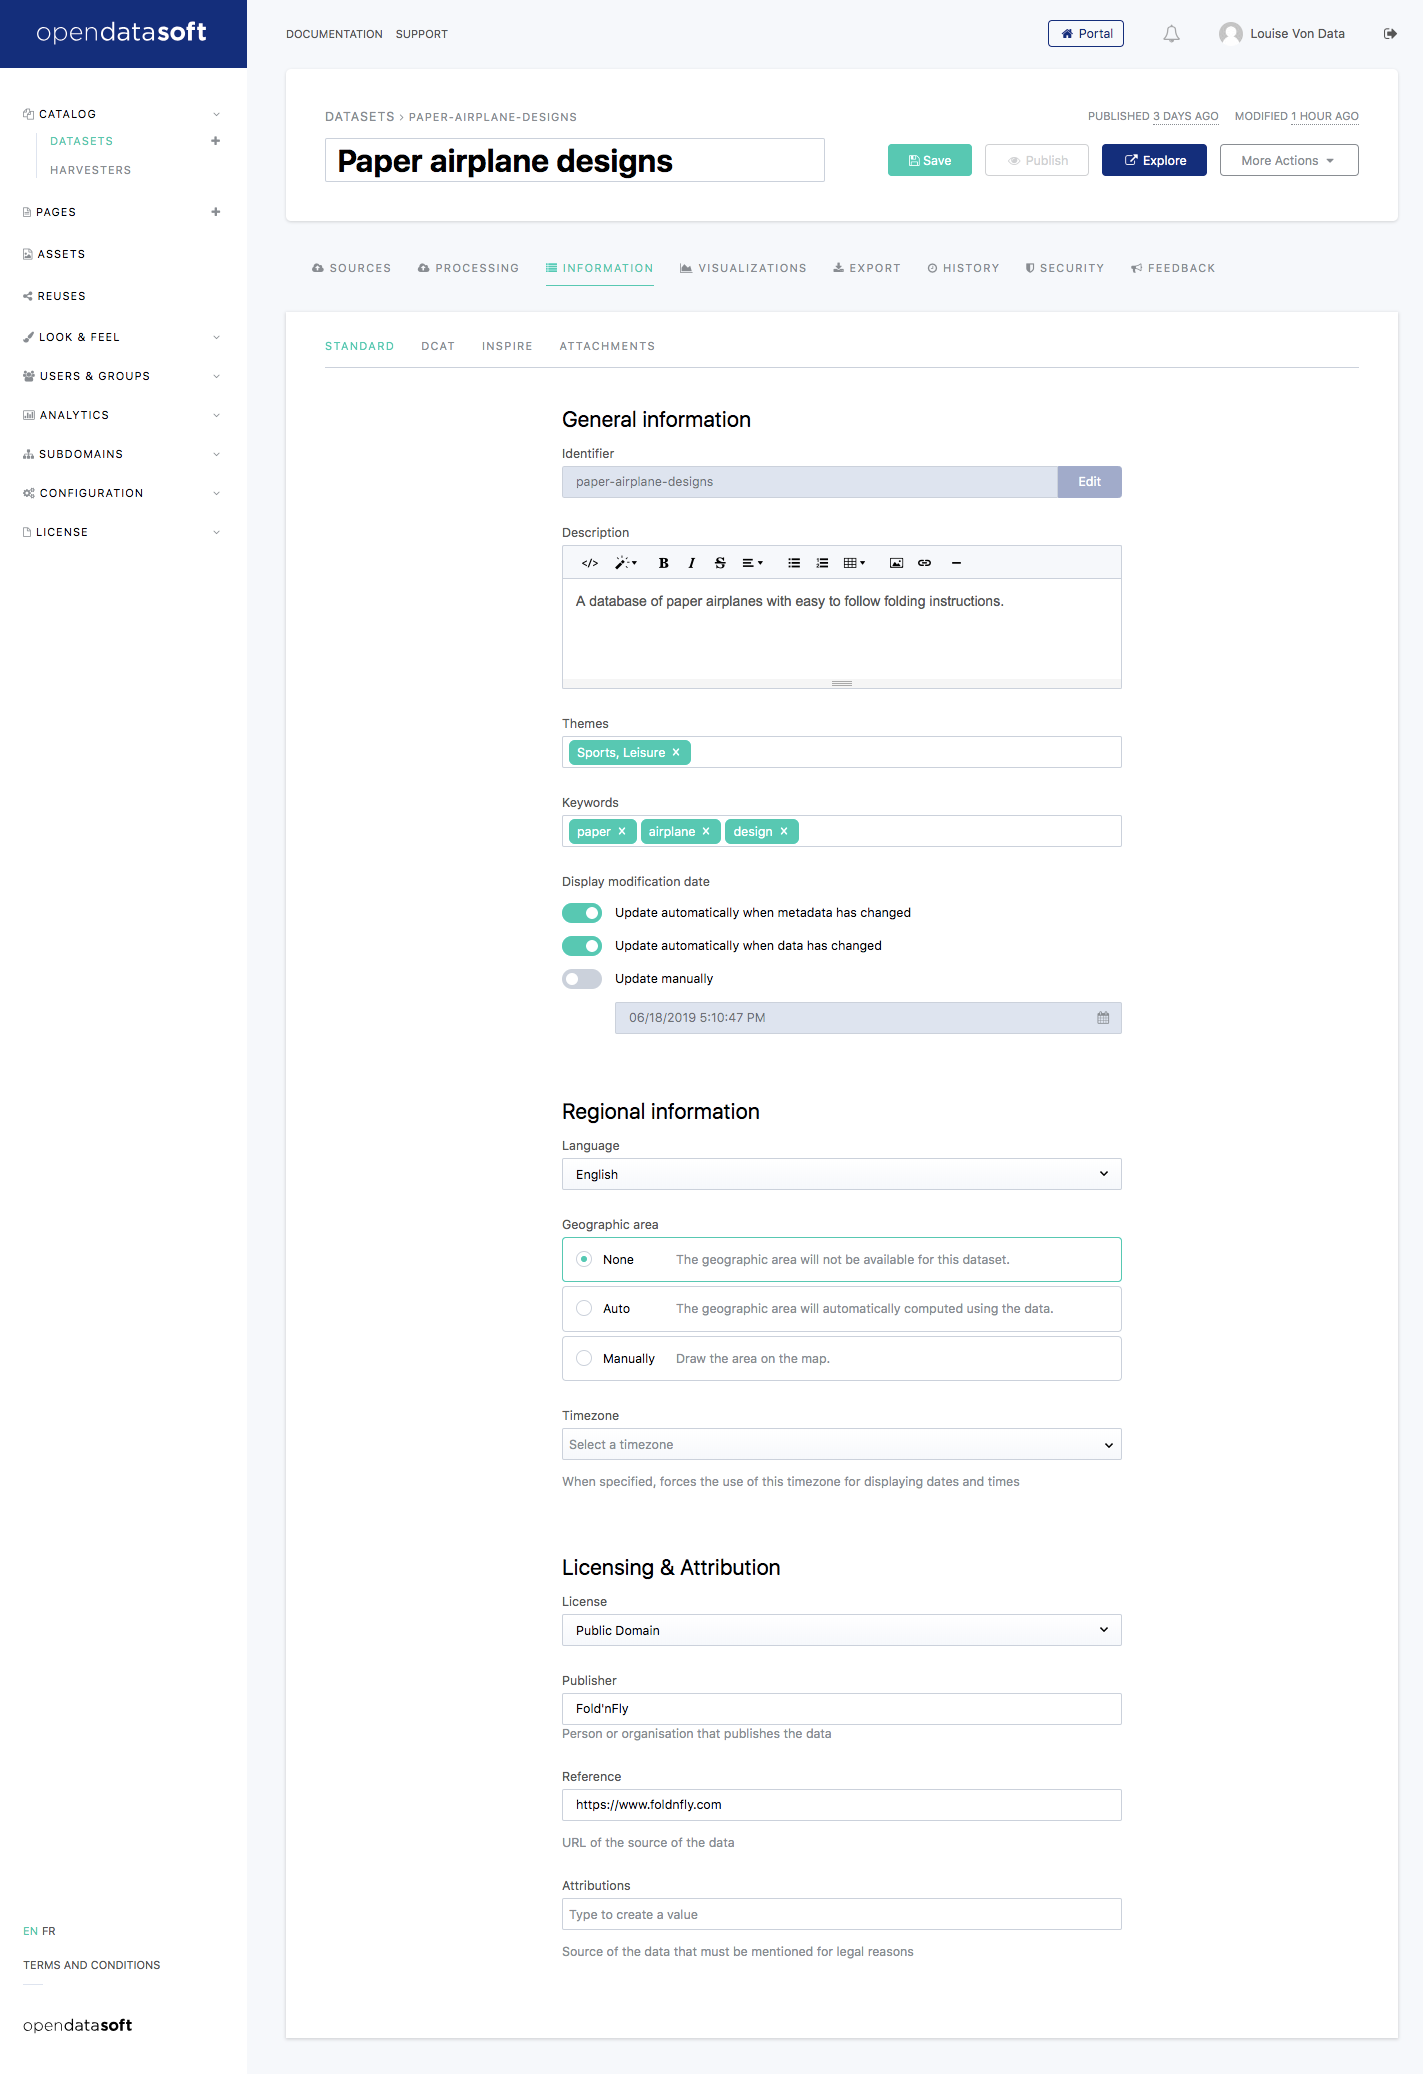 opendatasoft
DOCUMENTATION SUPPORT
Portal
Louise Von Data
CATALOG
DATASETS
HARVESTERS
PAGES
ASSETS
REUSES
LOOK & FEEL
USERS & GROUPS
ANALYTICS
SUBDOMAINS
CONFIGURATION
LICENSE
EN FR
TERMS AND CONDITIONS
opendatasoft
DATASETS › PAPER-AIRPLANE-DESIGNS
PUBLISHED 3 DAYS AGO MODIFIED 1 HOUR AGO
Paper airplane designs
Save Publish Explore More Actions
SOURCES PROCESSING INFORMATION VISUALIZATIONS EXPORT HISTORY SECURITY FEEDBACK
STANDARD DCAT INSPIRE ATTACHMENTS
General information
Identifier
paper-airplane-designs Edit
Description
</> B I S
A database of paper airplanes with easy to follow folding instructions.
Themes
Sports, Leisure ×
Keywords
paper × airplane × design ×
Display modification date
Update automatically when metadata has changed
Update automatically when data has changed
Update manually
06/18/2019 5:10:47 PM
Regional information
Language
English
Geographic area
None The geographic area will not be available for this dataset.
Auto The geographic area will automatically computed using the data.
Manually Draw the area on the map.
Timezone
Select a timezone
When specified, forces the use of this timezone for displaying dates and times
Licensing & Attribution
License
Public Domain
Publisher
Fold'nFly
Person or organisation that publishes the data
Reference
https://www.foldnfly.com
URL of the source of the data
Attributions
Type to create a value
Source of the data that must be mentioned for legal reasons